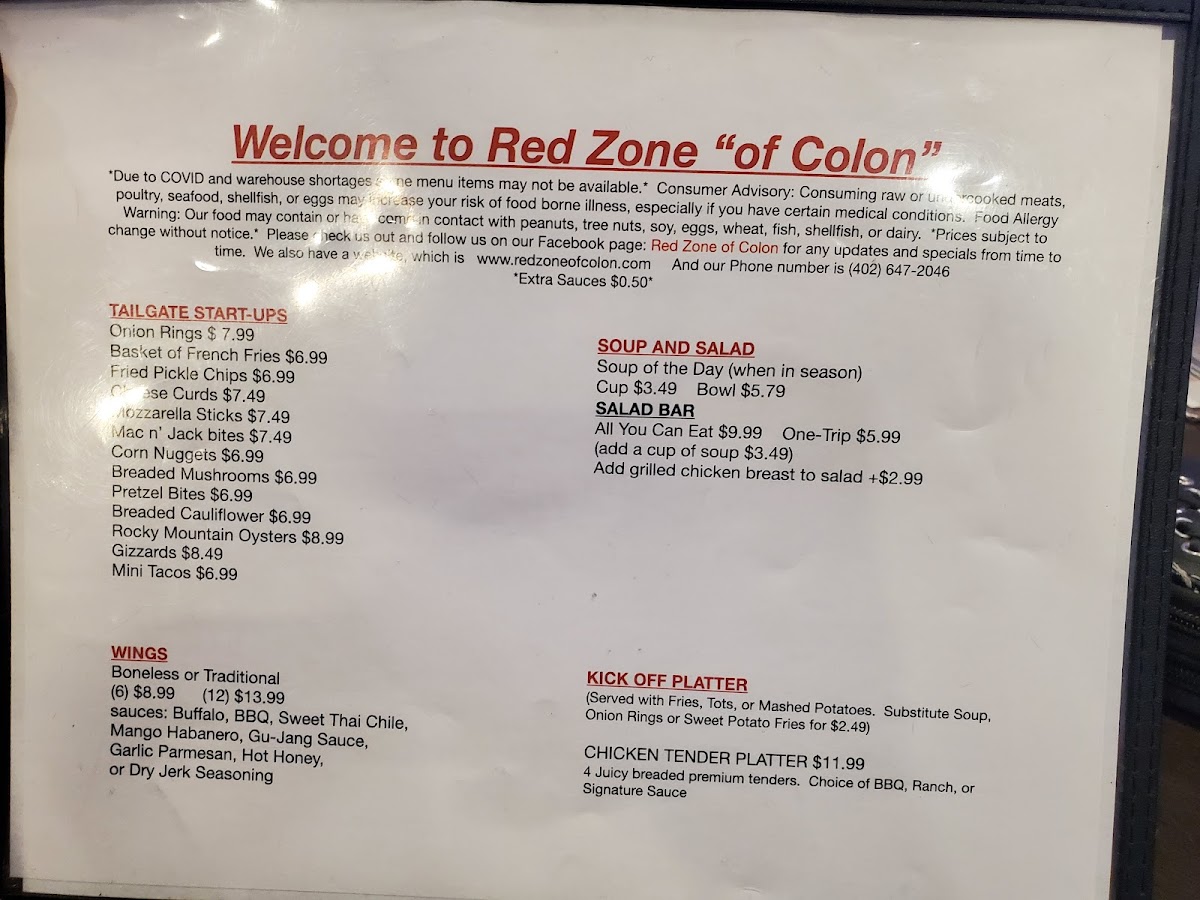 Welcome to Red Zone “of Colon”
*Due to COVID and warehouse shortages some menu items may not be available.* Consumer Advisory: Consuming raw or undercooked meats,
poultry, seafood, shellfish, or eggs may increase your risk of food borne illness, especially if you have certain medical conditions. Food Allergy
Warning: Our food may contain or have come in contact with peanuts, tree nuts, soy, eggs, wheat, fish, shellfish, or dairy. *Prices subject to
change without notice.* Please check us out and follow us on our Facebook page: Red Zone of Colon for any updates and specials from time to
time. We also have a website, which is www.redzoneofcolon.com And our Phone number is (402) 647-2046
*Extra Sauces $0.50*
TAILGATE START-UPS
Onion Rings $ 7.99
Basket of French Fries $6.99
Fried Pickle Chips $6.99
Cheese Curds $7.49
Mozzarella Sticks $7.49
Mac n' Jack bites $7.49
Corn Nuggets $6.99
Breaded Mushrooms $6.99
Pretzel Bites $6.99
Breaded Cauliflower $6.99
Rocky Mountain Oysters $8.99
Gizzards $8.49
Mini Tacos $6.99
SOUP AND SALAD
Soup of the Day (when in season)
Cup $3.49 Bowl $5.79
SALAD BAR
All You Can Eat $9.99 One-Trip $5.99
(add a cup of soup $3.49)
Add grilled chicken breast to salad +$2.99
WINGS
Boneless or Traditional
(6) $8.99 (12) $13.99
sauces: Buffalo, BBQ, Sweet Thai Chile,
Mango Habanero, Gu-Jang Sauce,
Garlic Parmesan, Hot Honey,
or Dry Jerk Seasoning
KICK OFF PLATTER
(Served with Fries, Tots, or Mashed Potatoes. Substitute Soup,
Onion Rings or Sweet Potato Fries for $2.49)
CHICKEN TENDER PLATTER $11.99
4 Juicy breaded premium tenders. Choice of BBQ, Ranch, or
Signature Sauce